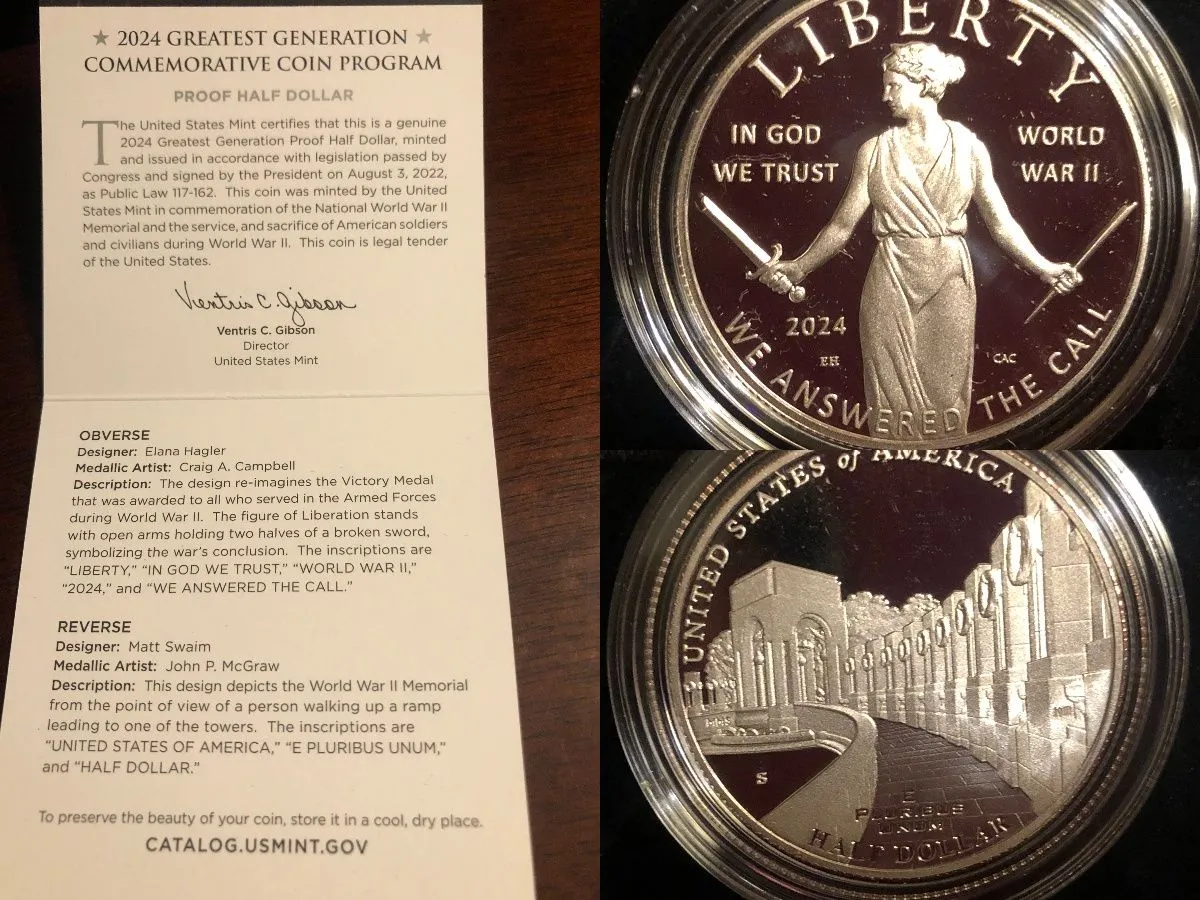 ★ 2024 GREATEST GENERATION ★
COMMEMORATIVE COIN PROGRAM
PROOF HALF DOLLAR
The United States Mint certifies that this is a genuine
2024 Greatest Generation Proof Half Dollar, minted
and issued in accordance with legislation passed by
Congress and signed by the President on August 3, 2022,
as Public Law 117-162. This coin was minted by the United
States Mint in commemoration of the National World War II
Memorial and the service, and sacrifice of American soldiers
and civilians during World War II. This coin is legal tender
of the United States.
Ventris C. Gibson
Ventris C. Gibson
Director
United States Mint
OBVERSE
Designer: Elana Hagler
Medallic Artist: Craig A. Campbell
Description: The design re-imagines the Victory Medal
that was awarded to all who served in the Armed Forces
during World War II. The figure of Liberation stands
with open arms holding two halves of a broken sword,
symbolizing the war's conclusion. The inscriptions are
"LIBERTY," "IN GOD WE TRUST," "WORLD WAR II,"
"2024," and "WE ANSWERED THE CALL."
REVERSE
Designer: Matt Swaim
Medallic Artist: John P. McGraw
Description: This design depicts the World War II Memorial
from the point of view of a person walking up a ramp
leading to one of the towers. The inscriptions are
"UNITED STATES OF AMERICA," "E PLURIBUS UNUM,"
and "HALF DOLLAR."
To preserve the beauty of your coin, store it in a cool, dry place.
CATALOG.USMINT.GOV
LIBERTY
IN GOD
WE TRUST
WORLD
WAR II
2024
EH
CAC
WE ANSWERED THE CALL
UNITED STATES of AMERICA
S
E
PLURIBUS
UNUM
HALF DOLLAR